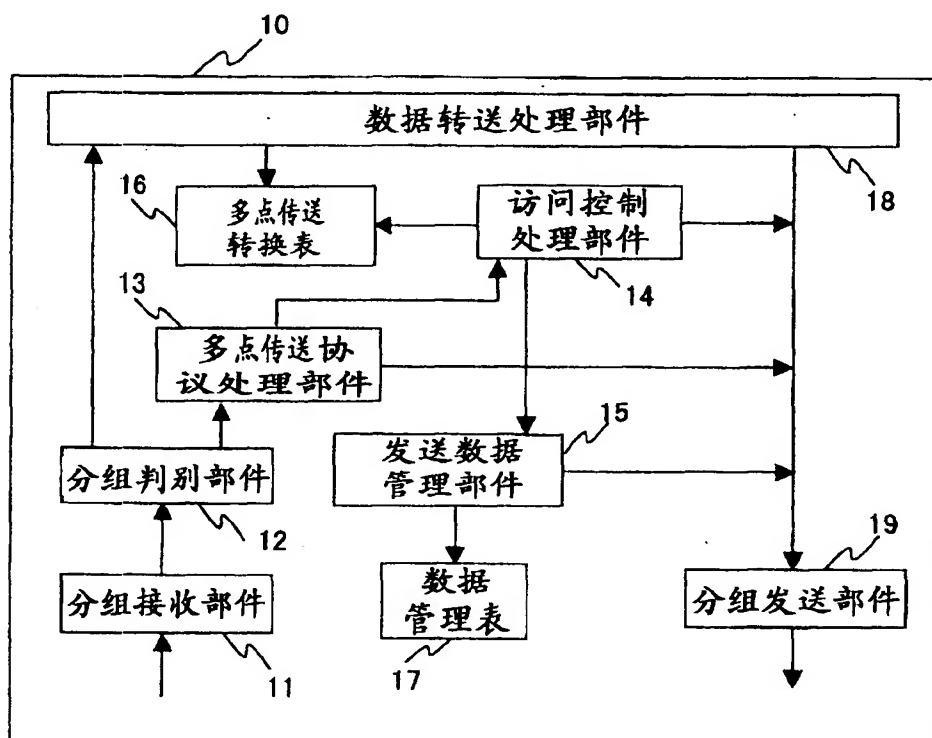 10
数据转送处理部件
18
16
多点传送
转换表
访问控制
处理部件
14
13
多点传送协
议处理部件
15
发送数据
管理部件
分组判别部件
12
19
数据
管理表
17
分组发送部件
分组接收部件
11